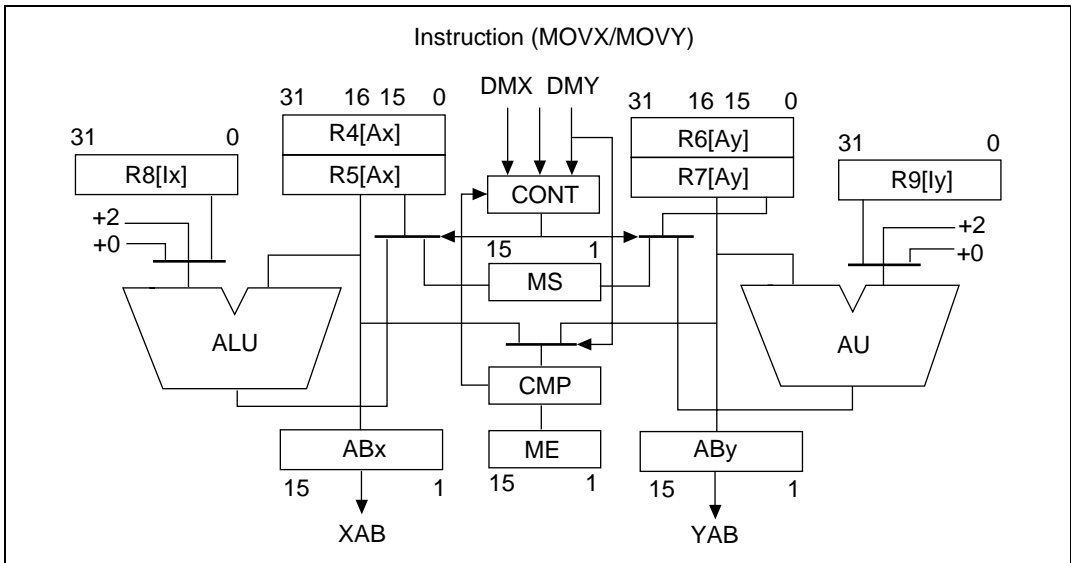 Instruction (MOVX/MOVY)
DMX DMY
31 16 15 0
31 16 15 0
R4[Ax]
R6[Ay]
31 0
31 0
R8[Ix]
R5[Ax]
CONT
R7[Ay]
R9[Iy]
+2
+0
+2
+0
15 1
MS
ALU
AU
CMP
ABx
ME
ABy
15 1
15 1
15 1
XAB
YAB